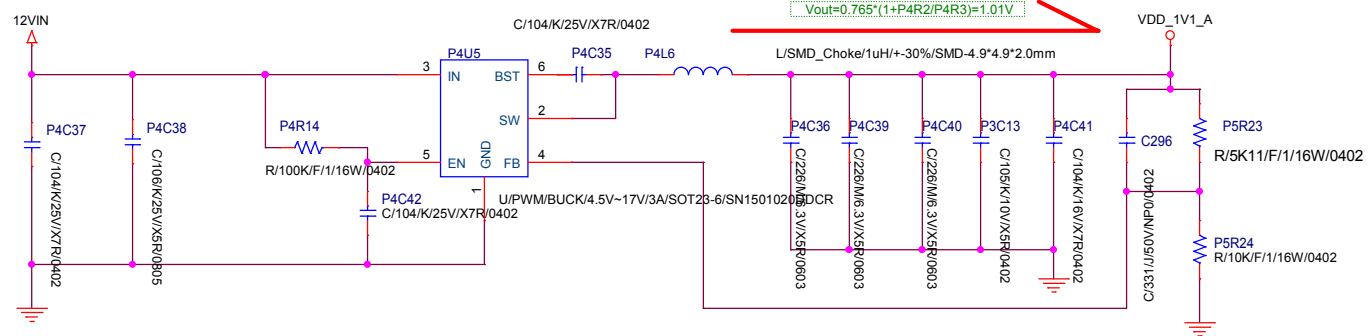 Vout=0.765*(1+P4R2/P4R3)=1.01V
12VIN
C/104/K/25V/X7R/0402
VDD_1V1_A
P4U5
P4C35
P4L6
L/SMD_Choke/1uH/+-30%/SMD-4.9*4.9*2.0mm
3
IN
BST
6
2
SW
5
EN
GND
FB
4
1
P4C37
C/104/K/25V/X7R/0402
P4C38
C/106/K/25V/X5R/0805
P4R14
R/100K/F/1/16W/0402
P4C42
C/104/K/25V/X7R/0402
U/PWM/BUCK/4.5V~17V/3A/SOT23-6/SN1501020DDCR
P4C36
C/226/M/6.3V/X5R/0603
P4C39
C/226/M/6.3V/X5R/0603
P4C40
C/226/M/6.3V/X5R/0603
P3C13
C/105/K/10V/X5R/0402
P4C41
C/104/K/16V/X7R/0402
C296
C/331/J/50V/NP0/0402
P5R23
R/5K11/F/1/16W/0402
P5R24
R/10K/F/1/16W/0402